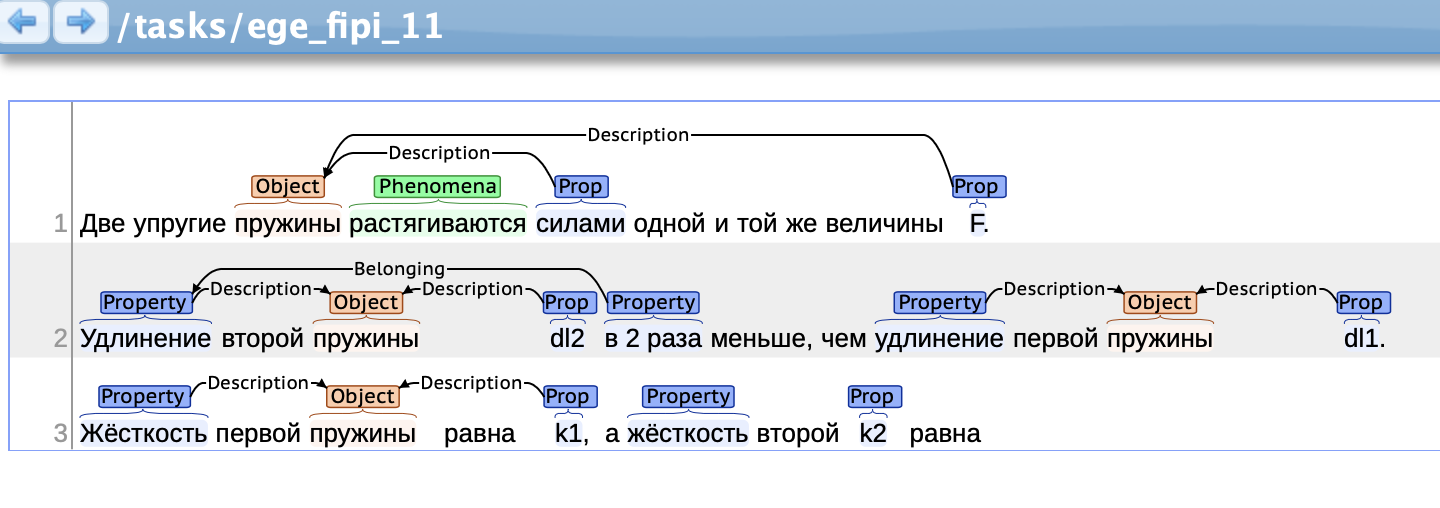 /tasks/ege_fipi_11
Description
Description
Object Phenomena Prop Prop
1 Две упругие пружины растягиваются силами одной и той же величины F.
Belonging
Description Description Description Description
Property Object Prop Property Property Object Prop
2 Удлинение второй пружины dl2 в 2 раза меньше, чем удлинение первой пружины dl1.
Description Description
Property Object Prop Property Prop
3 Жёсткость первой пружины равна k1, а жёсткость второй k2 равна